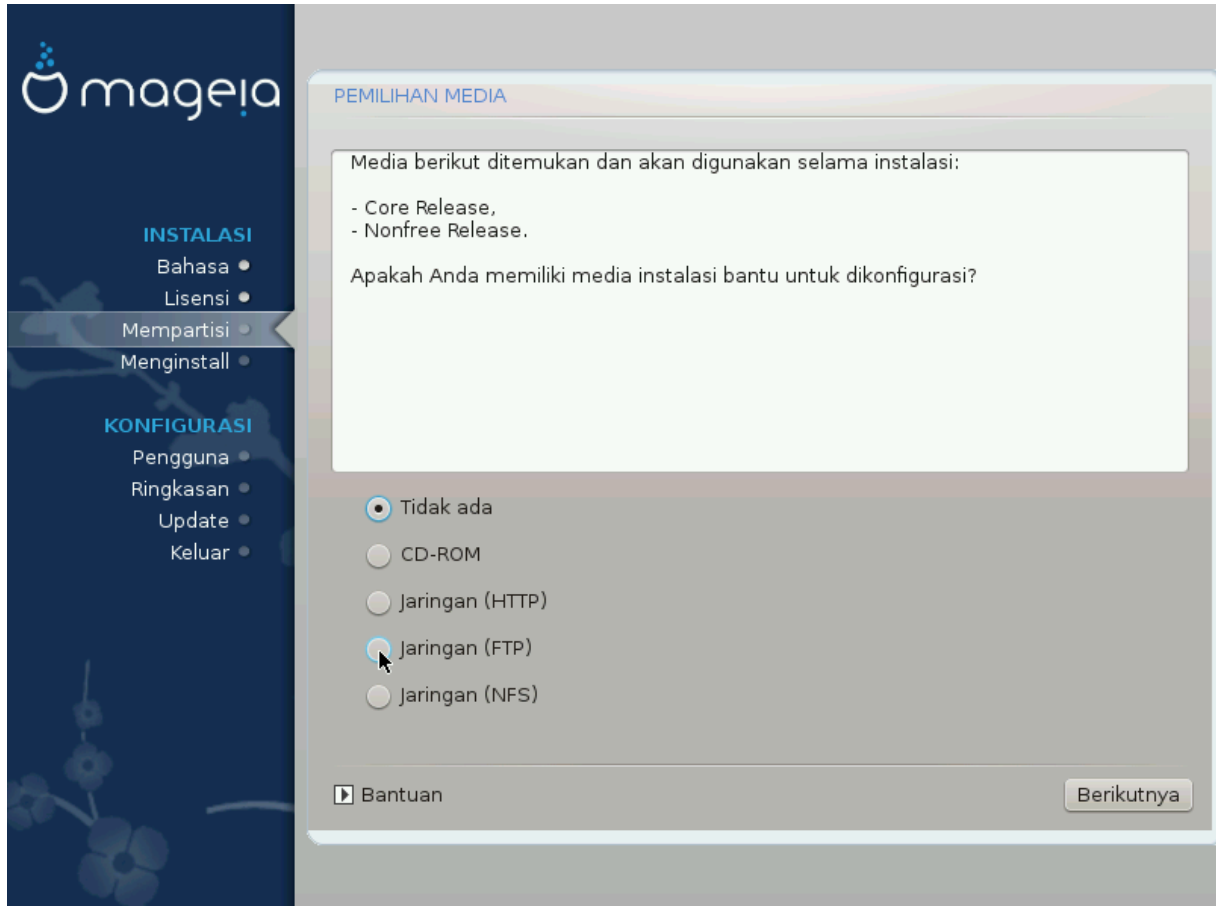 mageia
INSTALASI
Bahasa
Lisensi
Mempartisi
Menginstall
KONFIGURASI
Pengguna
Ringkasan
Update
Keluar
PEMILIHAN MEDIA
Media berikut ditemukan dan akan digunakan selama instalasi:
- Core Release,
- Nonfree Release.
Apakah Anda memiliki media instalasi bantu untuk dikonfigurasi?
Tidak ada
CD-ROM
Jaringan (HTTP)
Jaringan (FTP)
Jaringan (NFS)
Bantuan
Berikutnya